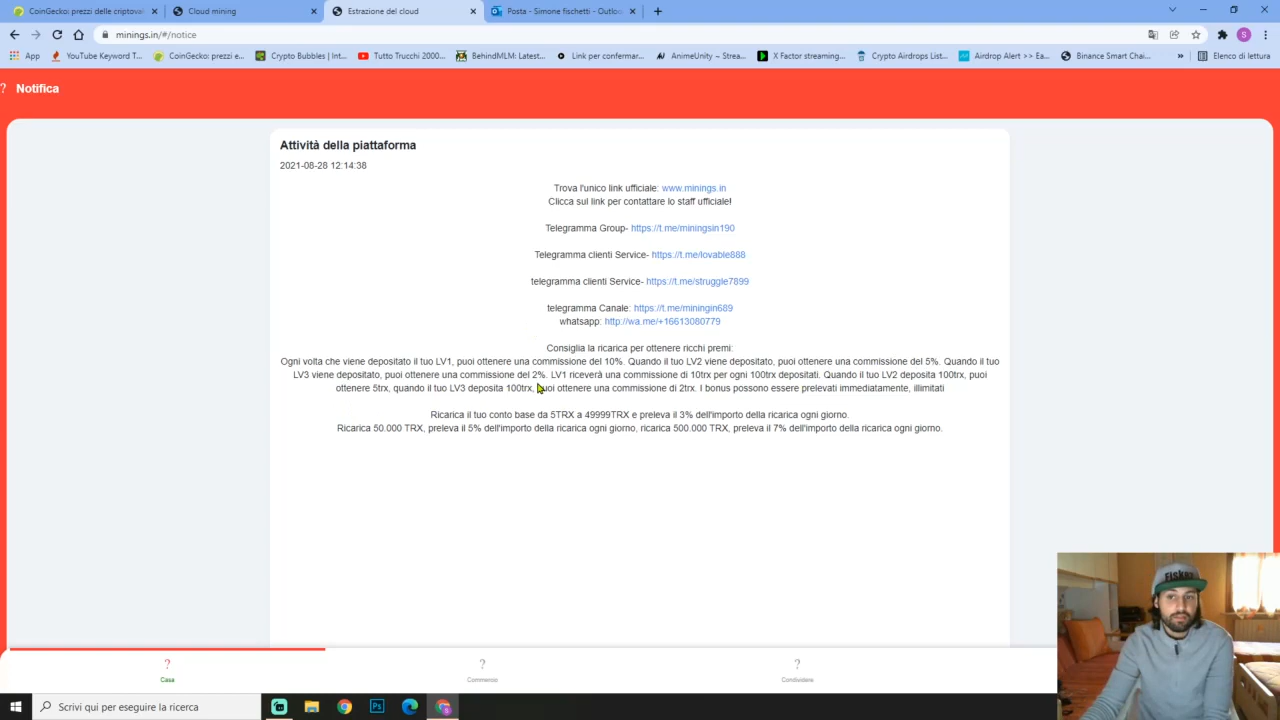 CoinGecko: prezzi delle criptoval
Cloud mining
Estrazione del cloud
Posta - Simone fischetti - Outloo
minings.in/#/notice
S
App
YouTube Keyword T...
CoinGecko: prezzi e...
Crypto Bubbles | Int...
Tutto Trucchi 2000...
BehindMLM: Latest...
Link per confermar...
AnimeUnity ~ Strea...
X Factor streaming...
Crypto Airdrops List...
Airdrop Alert >> Ea...
Binance Smart Chai...
»
Elenco di lettura
? Notifica
Attività della piattaforma
2021-08-28 12:14:38
Trova l'unico link ufficiale: www.minings.in
Clicca sul link per contattare lo staff ufficiale!
Telegramma Group- https://t.me/miningsin190
Telegramma clienti Service- https://t.me/lovable888
telegramma clienti Service- https://t.me/struggle7899
telegramma Canale: https://t.me/miningin689
whatsapp: http://wa.me/+16613080779
Consiglia la ricarica per ottenere ricchi premi:
Ogni volta che viene depositato il tuo LV1, puoi ottenere una commissione del 10%. Quando il tuo LV2 viene depositato, puoi ottenere una commissione del 5%. Quando il tuo
LV3 viene depositato, puoi ottenere una commissione del 2%. LV1 riceverà una commissione di 10trx per ogni 100trx depositati. Quando il tuo LV2 deposita 100trx, puoi
ottenere 5trx, quando il tuo LV3 deposita 100trx, puoi ottenere una commissione di 2trx. I bonus possono essere prelevati immediatamente, illimitati
Ricarica il tuo conto base da 5TRX a 49999TRX e preleva il 3% dell'importo della ricarica ogni giorno.
Ricarica 50.000 TRX, preleva il 5% dell'importo della ricarica ogni giorno, ricarica 500.000 TRX, preleva il 7% dell'importo della ricarica ogni giorno.
?
Casa
?
Commercio
?
Condividere
Fiskex
Scrivi qui per eseguire la ricerca
Ps